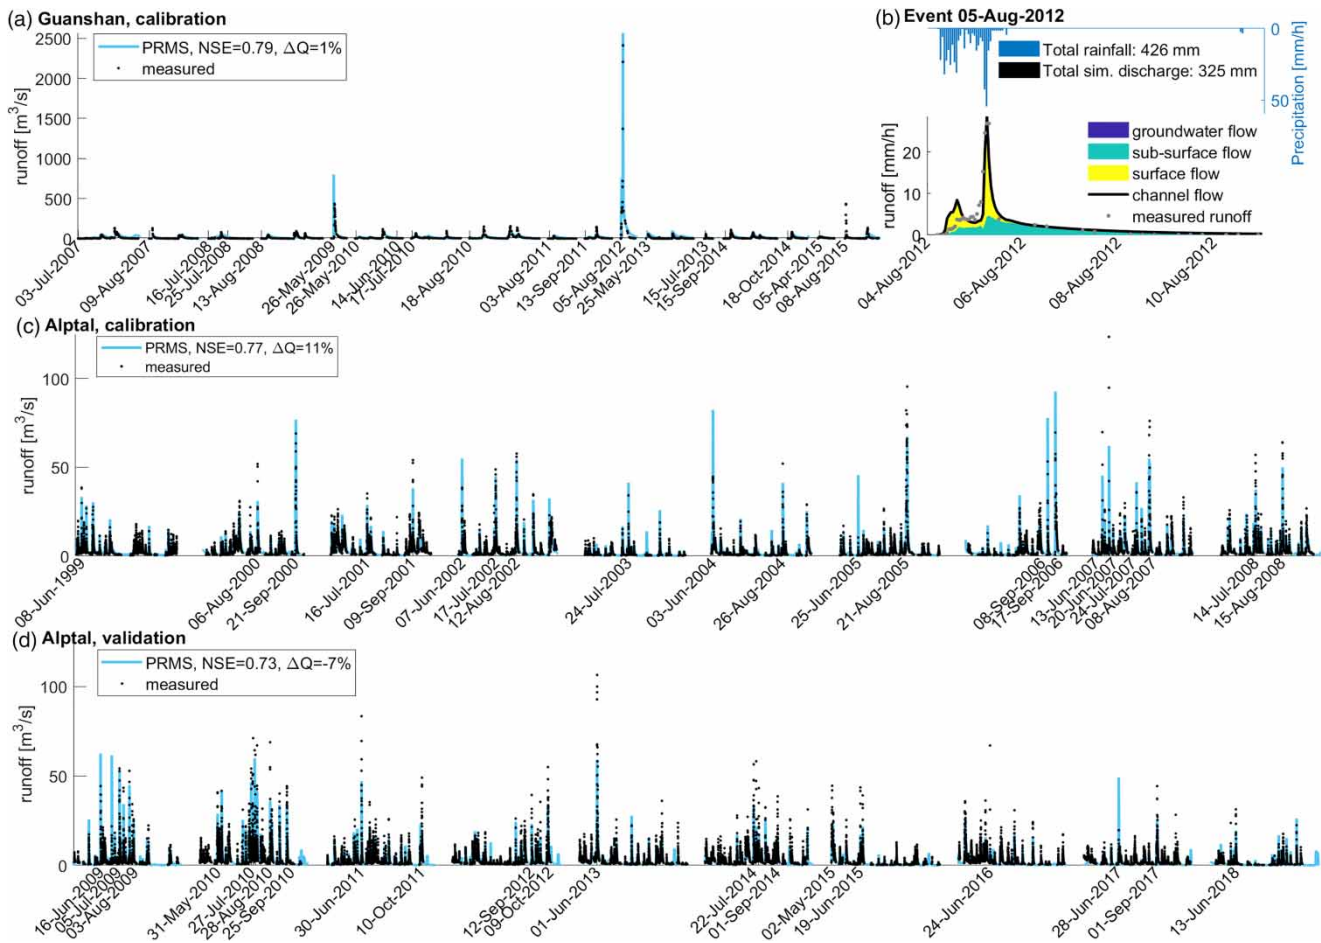 (a) Guanshan, calibration
2500
2000
1500
1000
500
0
runoff [m³/s]
PRMS, NSE=0.79, ΔQ=1%
measured
03-Jul-2007
09-Aug-2007
16-Jul-2008
25-Jul-2008
13-Aug-2008
26-May-2009
26-May-2010
14-Jun-2010
17-Jul-2010
18-Aug-2010
03-Aug-2011
13-Sep-2011
05-Aug-2012
25-May-2013
15-Jul-2013
15-Sep-2014
18-Oct-2014
05-Apr-2015
08-Aug-2015
(b) Event 05-Aug-2012
0
50
Precipitation [mm/h]
Total rainfall: 426 mm
Total sim. discharge: 325 mm
20
10
0
runoff [mm/h]
groundwater flow
sub-surface flow
surface flow
channel flow
measured runoff
04-Aug-2012
06-Aug-2012
08-Aug-2012
10-Aug-2012
(c) Alptal, calibration
100
50
0
runoff [m³/s]
PRMS, NSE=0.77, ΔQ=11%
measured
08-Jun-1999
06-Aug-2000
21-Sep-2000
16-Jul-2001
09-Sep-2001
07-Jun-2002
17-Jul-2002
12-Aug-2002
24-Jul-2003
03-Jun-2004
26-Aug-2004
25-Jun-2005
21-Aug-2005
08-Sep-2006
17-Sep-2006
13-Jun-2007
20-Jun-2007
24-Jul-2007
08-Aug-2007
14-Jul-2008
15-Aug-2008
(d) Alptal, validation
100
50
0
runoff [m³/s]
PRMS, NSE=0.73, ΔQ=-7%
measured
16-Jun-2009
05-Jul-2009
03-Aug-2009
31-May-2010
27-Jul-2010
28-Aug-2010
25-Sep-2010
30-Jun-2011
10-Oct-2011
12-Sep-2012
09-Oct-2012
01-Jun-2013
22-Jul-2014
01-Sep-2014
02-May-2015
19-Jun-2015
24-Jun-2016
28-Jun-2017
01-Sep-2017
13-Jun-2018